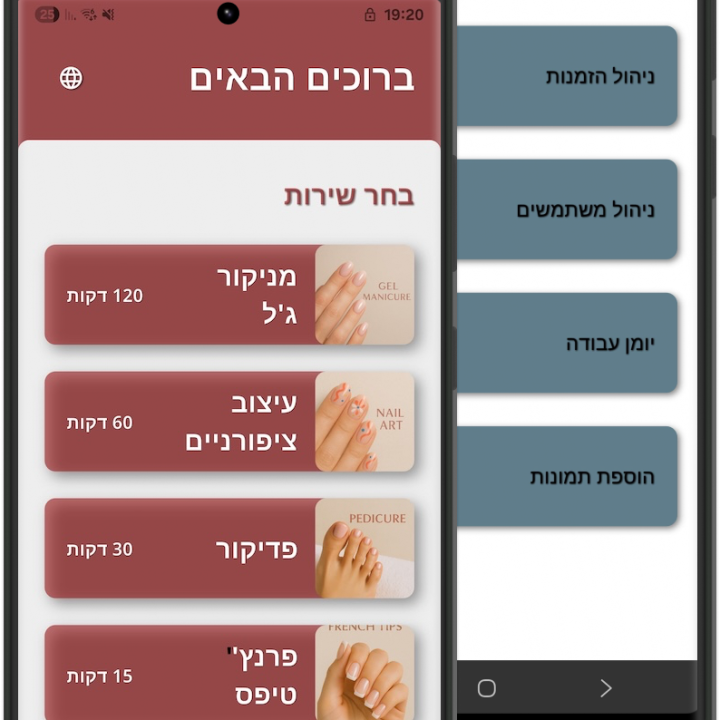 25
19:20
ברוכים הבאים
בחר שירות
מניקור
ג'ל
120 דקות
GEL
MANICURE
עיצוב
ציפורניים
60 דקות
NAIL
ART
פדיקור
30 דקות
PEDICURE
פרנץ'
טיפס
15 דקות
FRENCH TIPS
ניהול הזמנות
ניהול משתמשים
יומן עבודה
הוספת תמונות